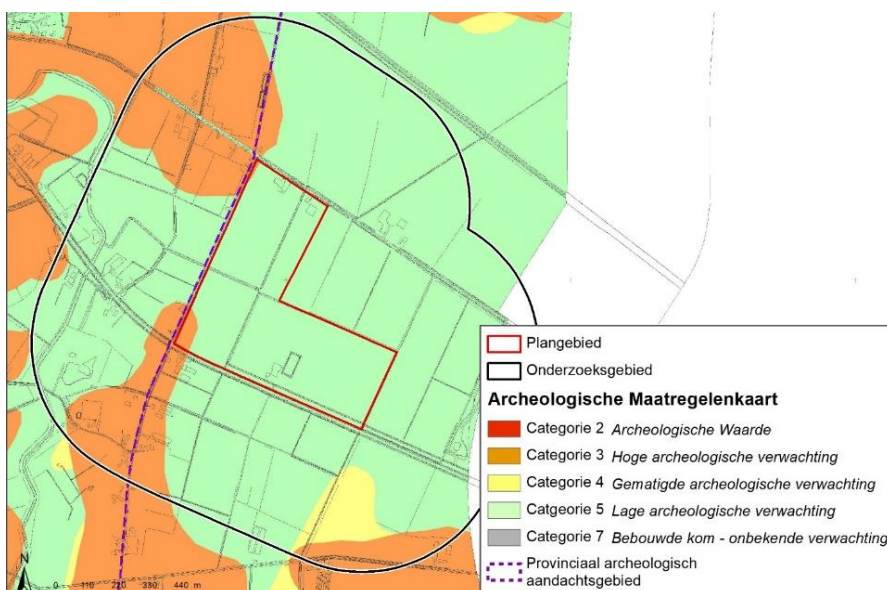 Plangebied
Onderzoeksgebied
Archeologische Maatregelenkaart
Categorie 2 Archeologische Waarde
Categorie 3 Hoge archeologische verwachting
Categorie 4 Gematigde archeologische verwachting
Catgeorie 5 Lage archeologische verwachting
Categorie 7 Bebouwde kom - onbekende verwachting
Provinciaal archeologisch
aandachtsgebied
N
0 110 220 330 440 m